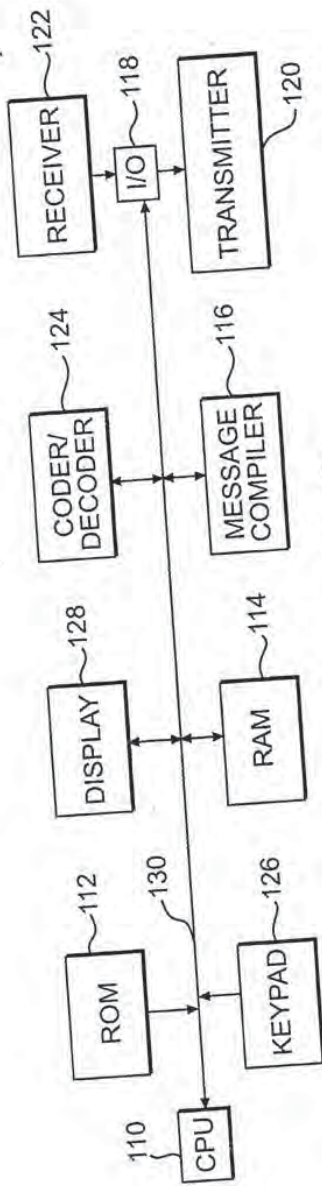 122
RECEIVER
118
I/O
TRANSMITTER
120
124
CODER/
DECODER
116
MESSAGE
COMPILER
128
DISPLAY
114
RAM
112
ROM
130
126
KEYPAD
110
CPU